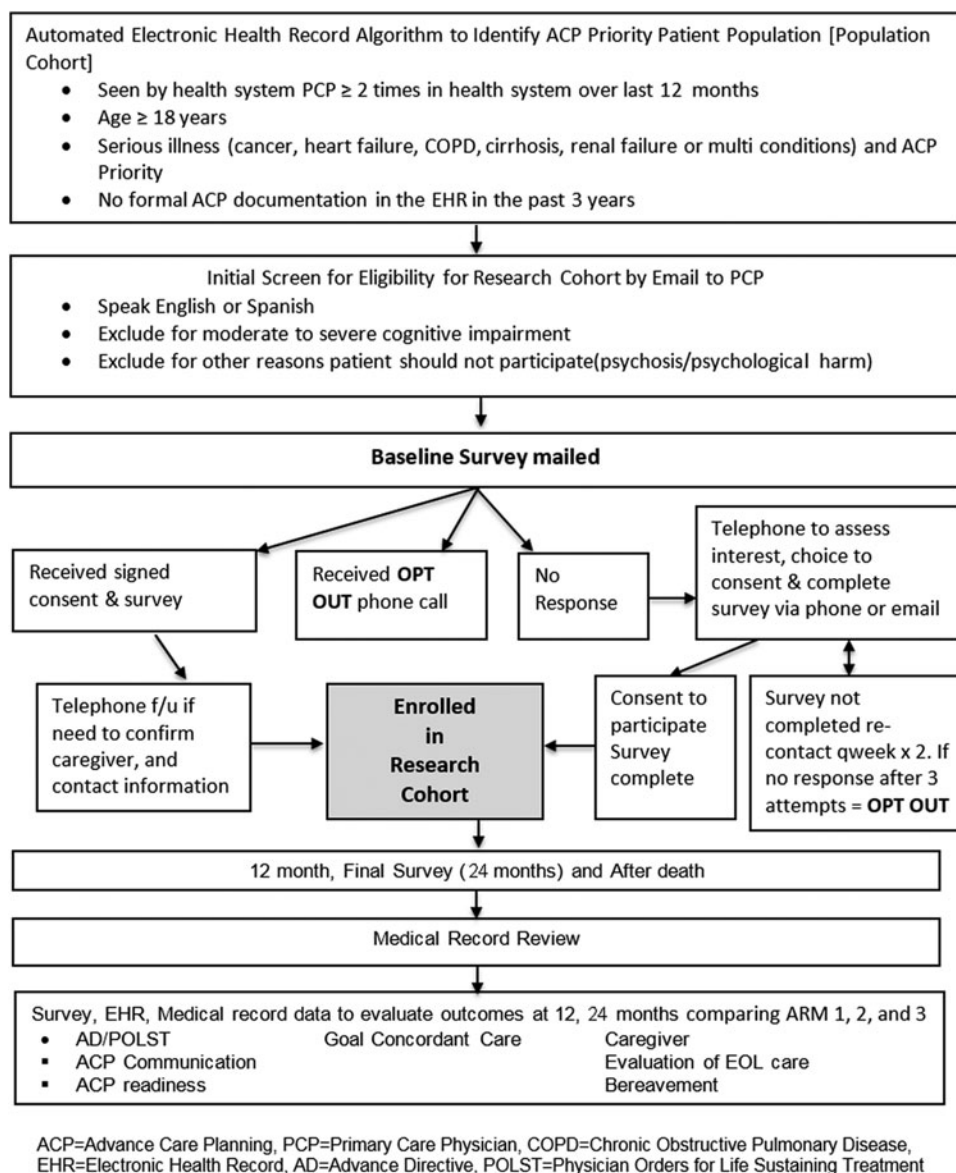 Automated Electronic Health Record Algorithm to Identify ACP Priority Patient Population [Population
Cohort]
• Seen by health system PCP ≥ 2 times in health system over last 12 months
• Age ≥ 18 years
• Serious illness (cancer, heart failure, COPD, cirrhosis, renal failure or multi conditions) and ACP
Priority
• No formal ACP documentation in the EHR in the past 3 years
Initial Screen for Eligibility for Research Cohort by Email to PCP
• Speak English or Spanish
• Exclude for moderate to severe cognitive impairment
• Exclude for other reasons patient should not participate(psychosis/psychological harm)
Baseline Survey mailed
Received signed
consent & survey
Received OPT
OUT phone call
No
Response
Telephone to assess
interest, choice to
consent & complete
survey via phone or email
Telephone f/u if
need to confirm
caregiver, and
contact information
Enrolled
in
Research
Cohort
Consent to
participate
Survey
complete
Survey not
completed re-
contact qweek x 2. If
no response after 3
attempts = OPT OUT
12 month, Final Survey (24 months) and After death
Medical Record Review
Survey, EHR, Medical record data to evaluate outcomes at 12, 24 months comparing ARM 1, 2, and 3
• AD/POLST Goal Concordant Care Caregiver
▪ ACP Communication Evaluation of EOL care
▪ ACP readiness Bereavement
ACP=Advance Care Planning, PCP=Primary Care Physician, COPD=Chronic Obstructive Pulmonary Disease,
EHR=Electronic Health Record, AD=Advance Directive, POLST=Physician Orders for Life Sustaining Treatment